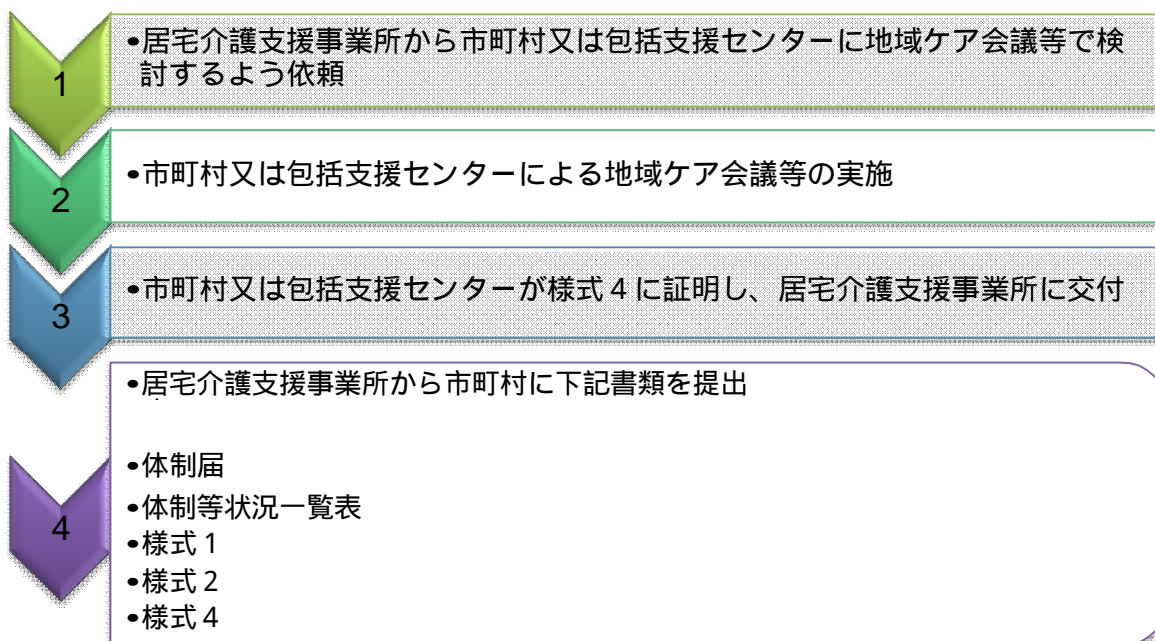 1
•居宅介護支援事業所から市町村又は包括支援センターに地域ケア会議等で検
討するよう依頼
2
•市町村又は包括支援センターによる地域ケア会議等の実施
3
•市町村又は包括支援センターが様式４に証明し、居宅介護支援事業所に交付
4
•居宅介護支援事業所から市町村に下記書類を提出
•体制届
•体制等状況一覧表
•様式１
•様式２
•様式４